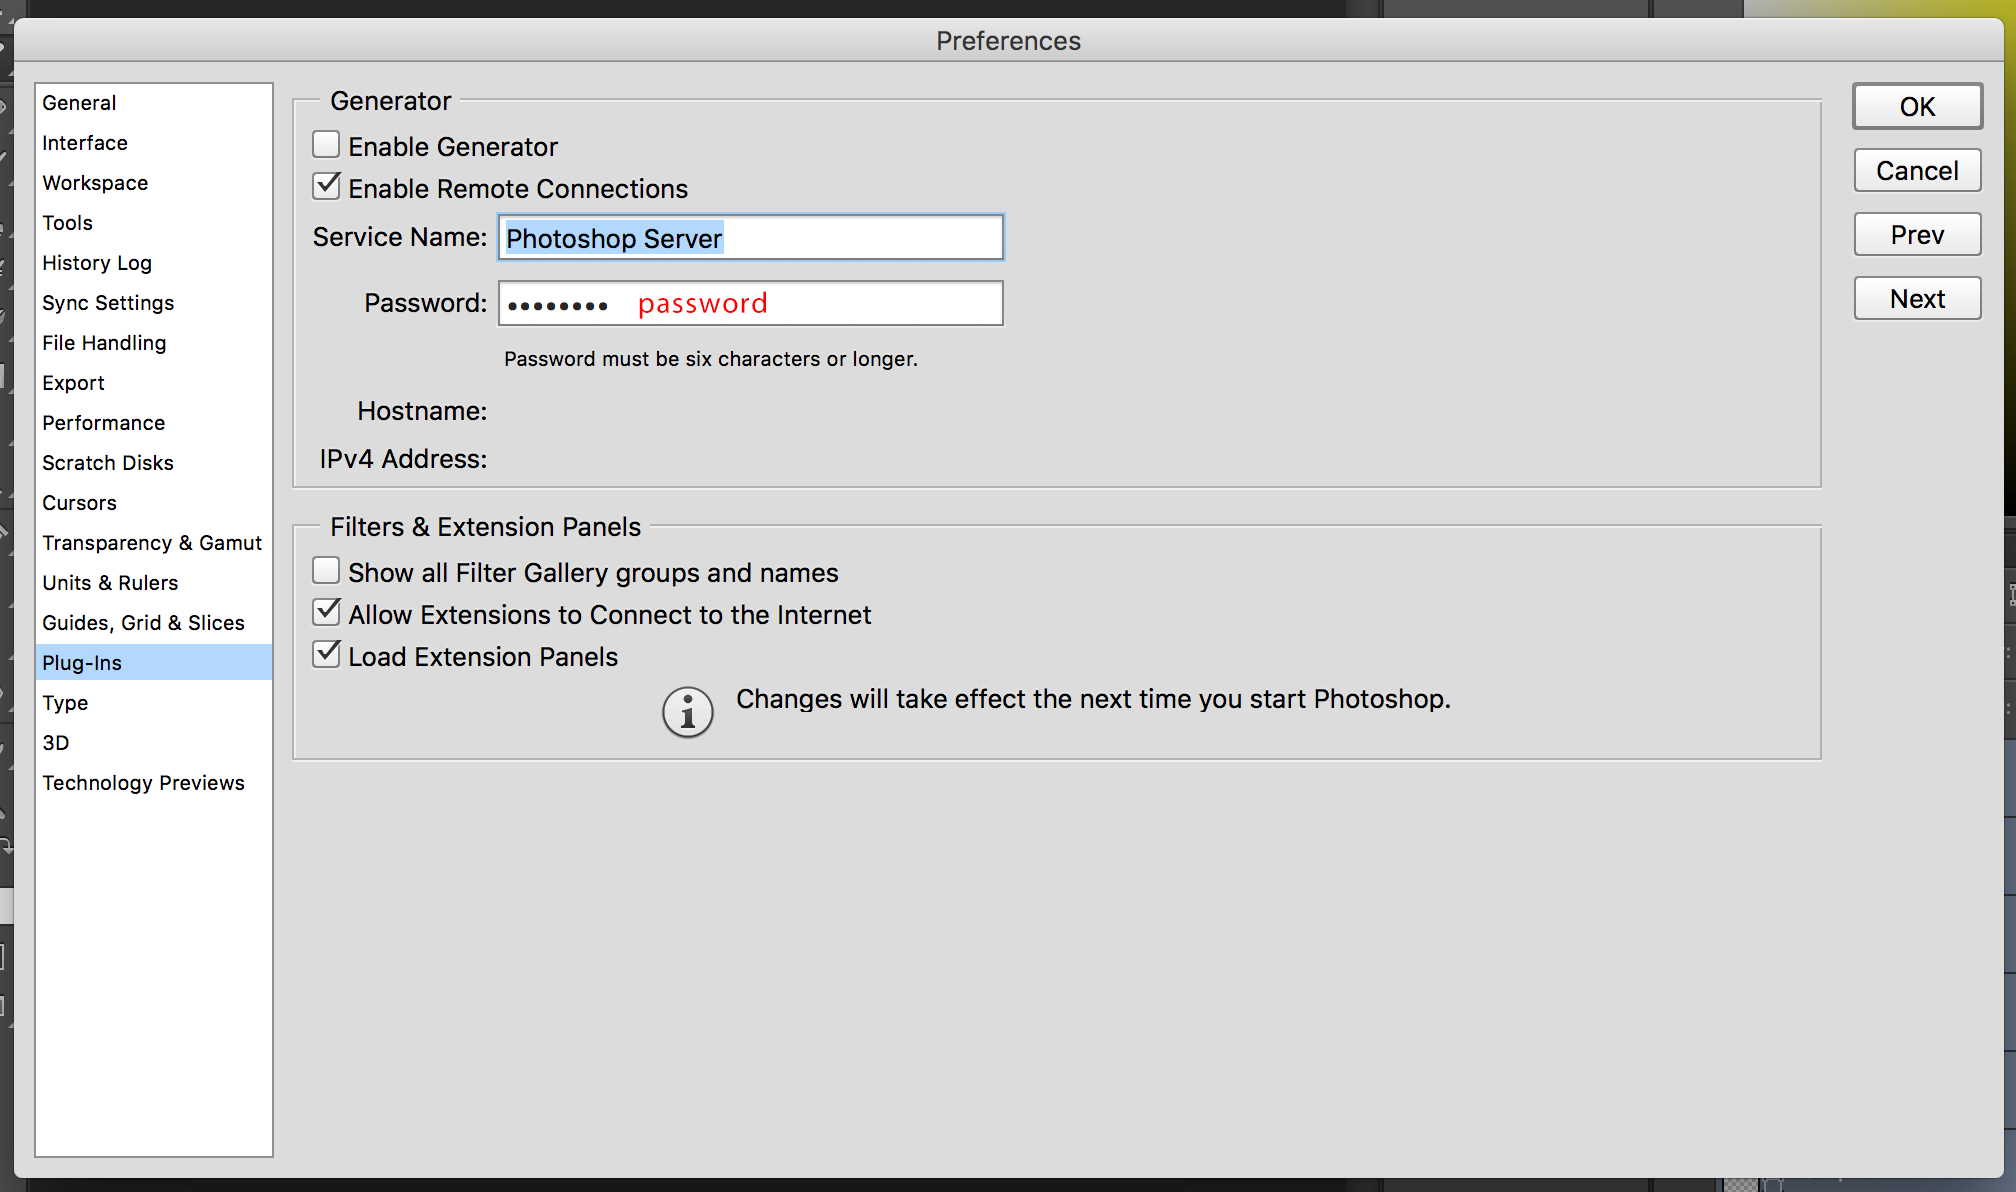 Preferences
General
Interface
Workspace
Tools
History Log
Sync Settings
File Handling
Export
Performance
Scratch Disks
Cursors
Transparency & Gamut
Units & Rulers
Guides, Grid & Slices
Plug-Ins
Type
3D
Technology Previews
Generator
Enable Generator
Enable Remote Connections
Service Name: Photoshop Server
Password: •••••••• password
Password must be six characters or longer.
Hostname:
IPv4 Address:
Filters & Extension Panels
Show all Filter Gallery groups and names
Allow Extensions to Connect to the Internet
Load Extension Panels
Changes will take effect the next time you start Photoshop.
OK
Cancel
Prev
Next